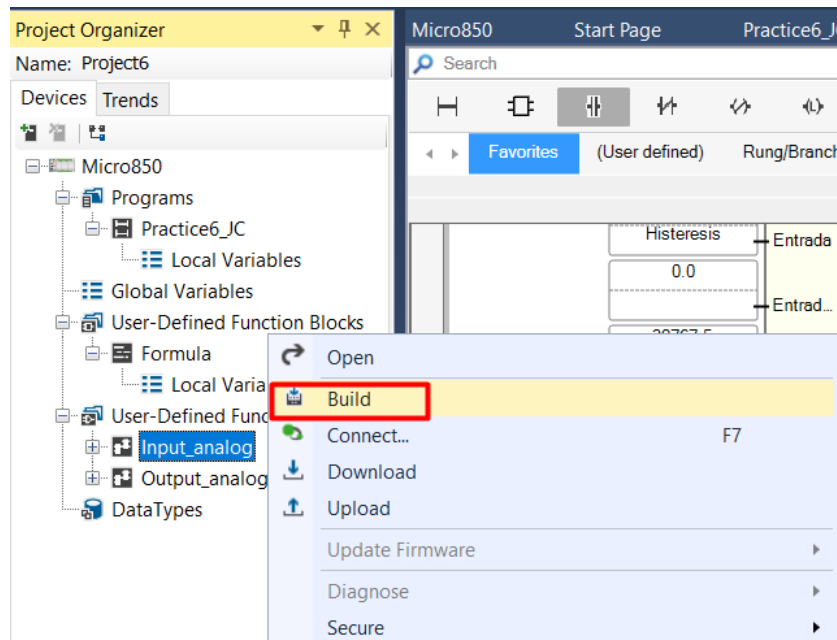 Project Organizer
Name: Project6
Devices Trends
Micro850
Programs
Practice6_JC
Local Variables
Global Variables
User-Defined Function Blocks
Formula
Local Varia
User-Defined Func
Input_analog
Output_analog
DataTypes
Micro850 Start Page Practice6_J
Search
Favorites (User defined) Rung/Branch
Histeresis
Entrada
0.0
Entrad...
Open
Build
Connect... F7
Download
Upload
Update Firmware
Diagnose
Secure